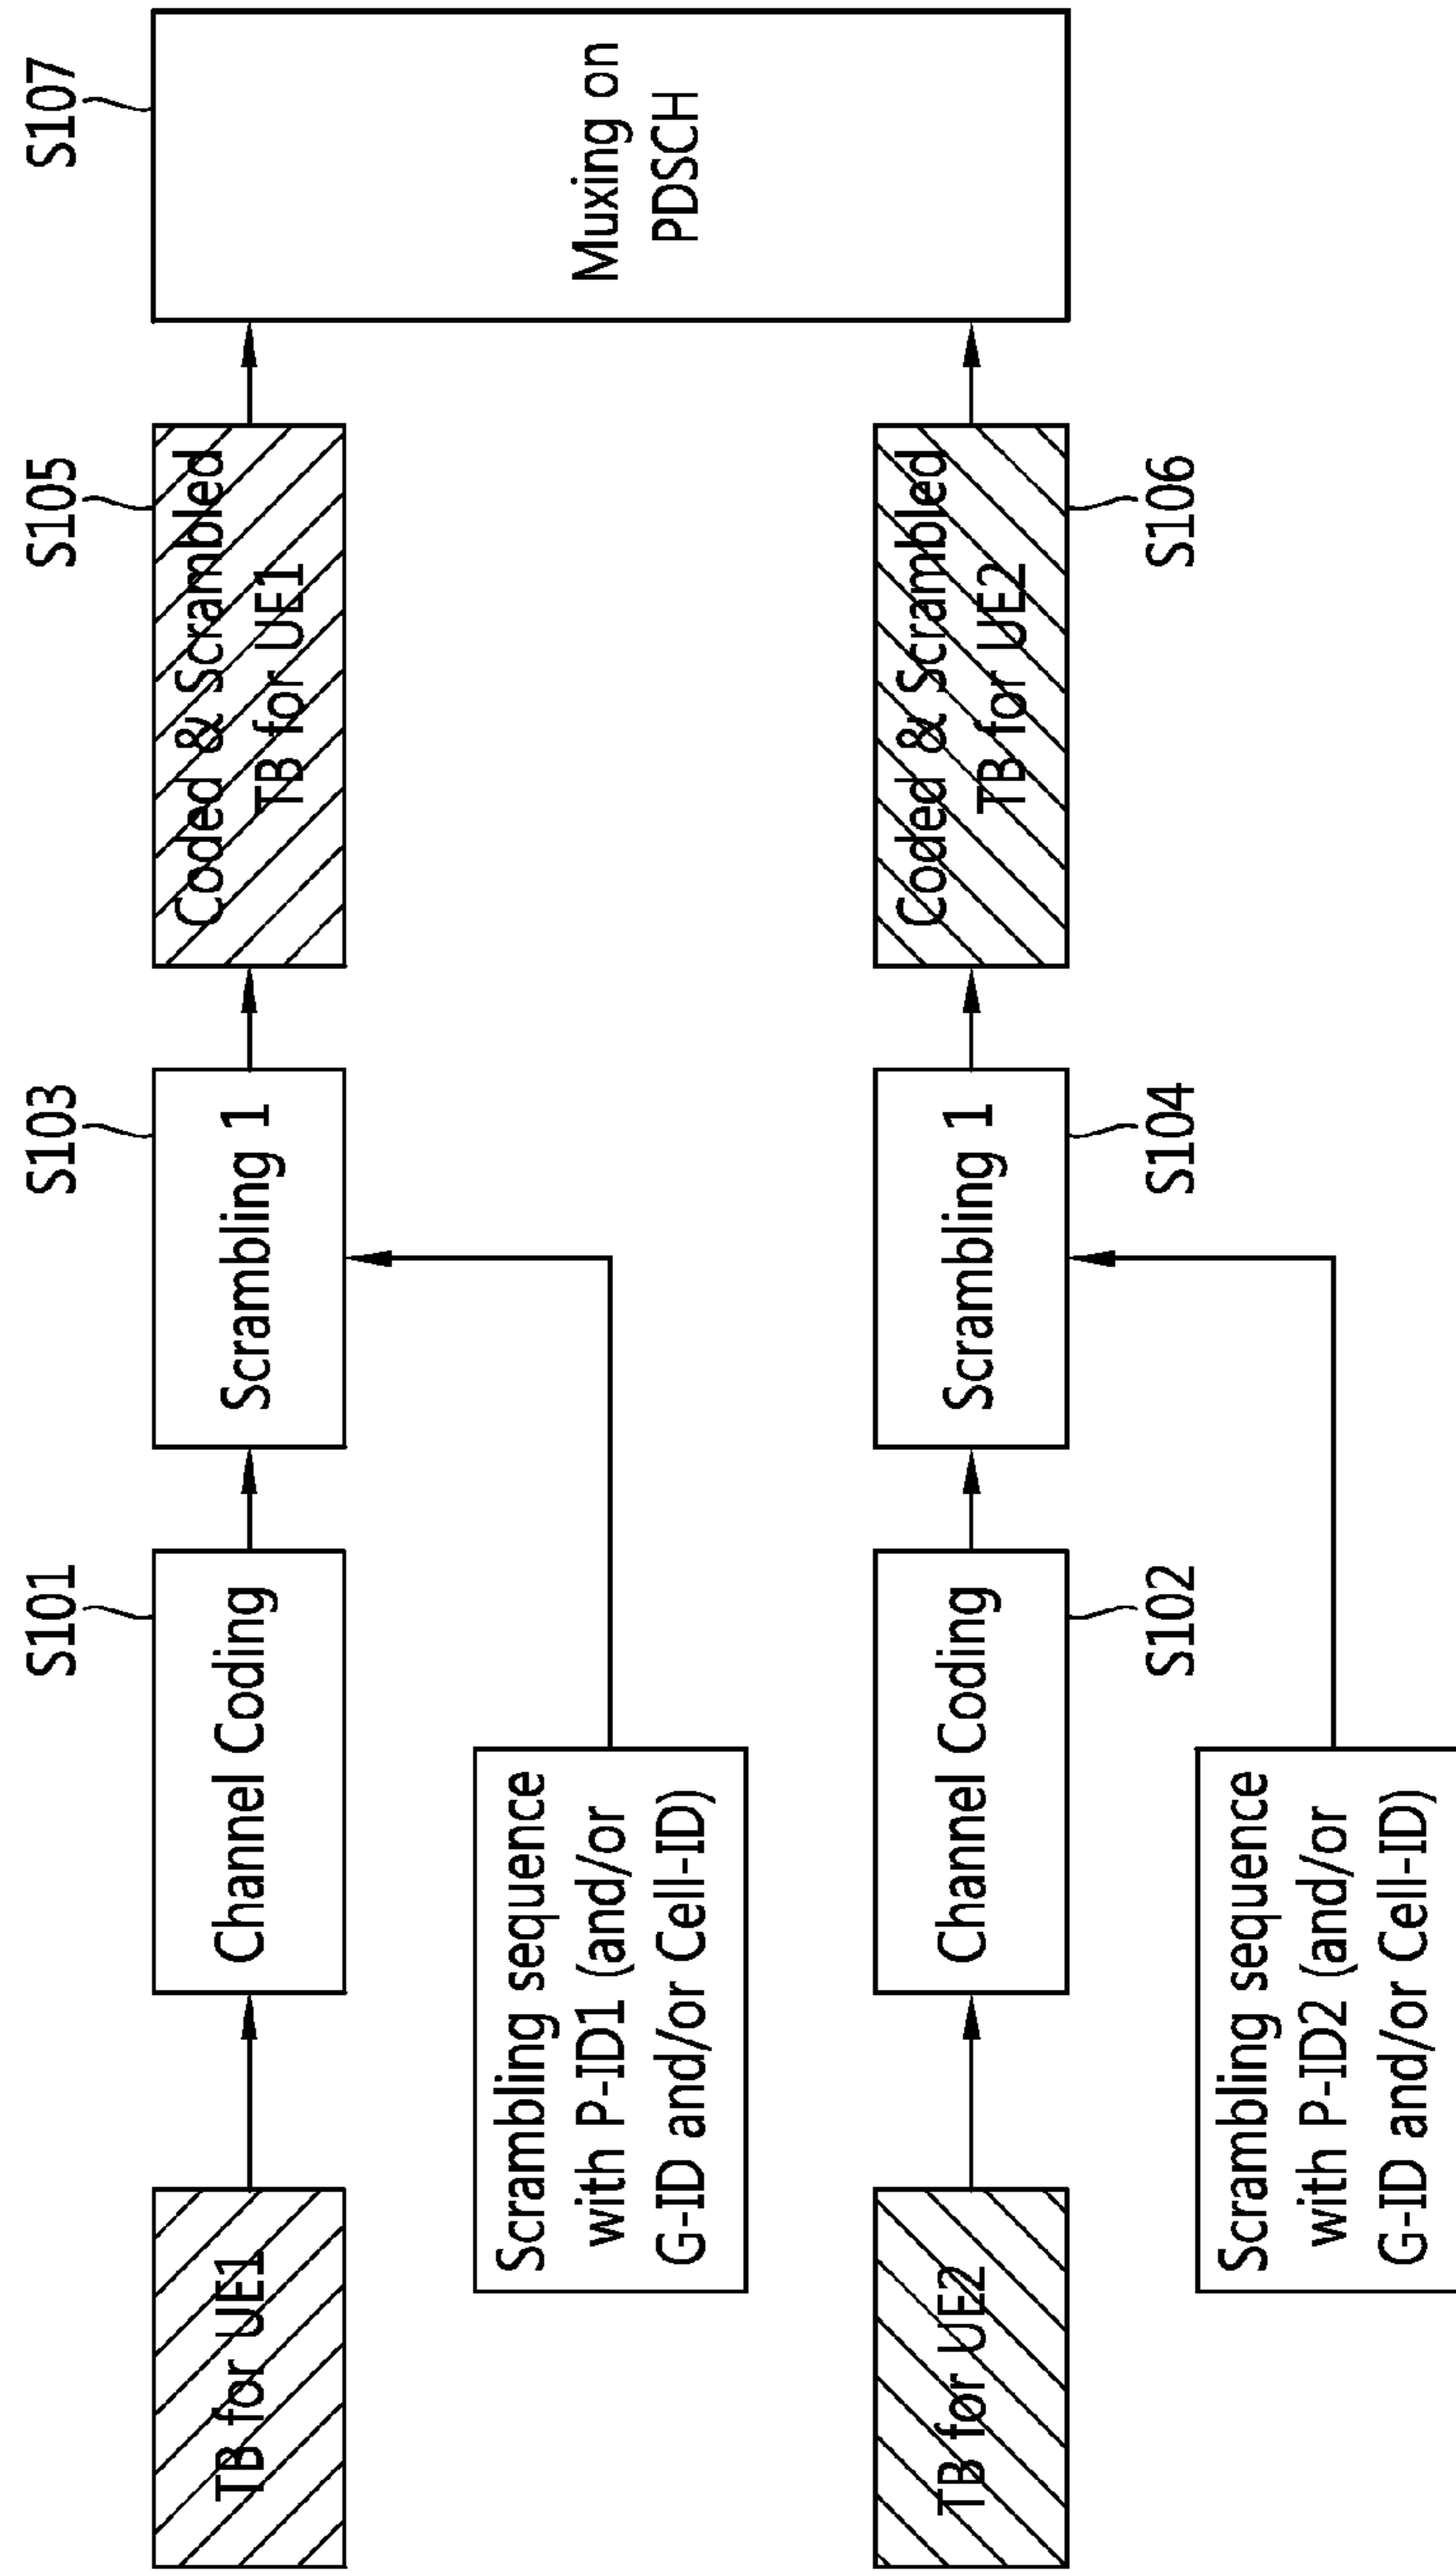 S101
S103
S105
S107
TB for UE1
Channel Coding
Scrambling 1
Coded & Scrambled
TB for UE1
Muxing on
PDSCH
Scrambling sequence
with P-ID1 (and/or
G-ID and/or Cell-ID)
TB for UE2
Channel Coding
Scrambling 1
Coded & Scrambled
TB for UE2
S102
S104
S106
Scrambling sequence
with P-ID2 (and/or
G-ID and/or Cell-ID)